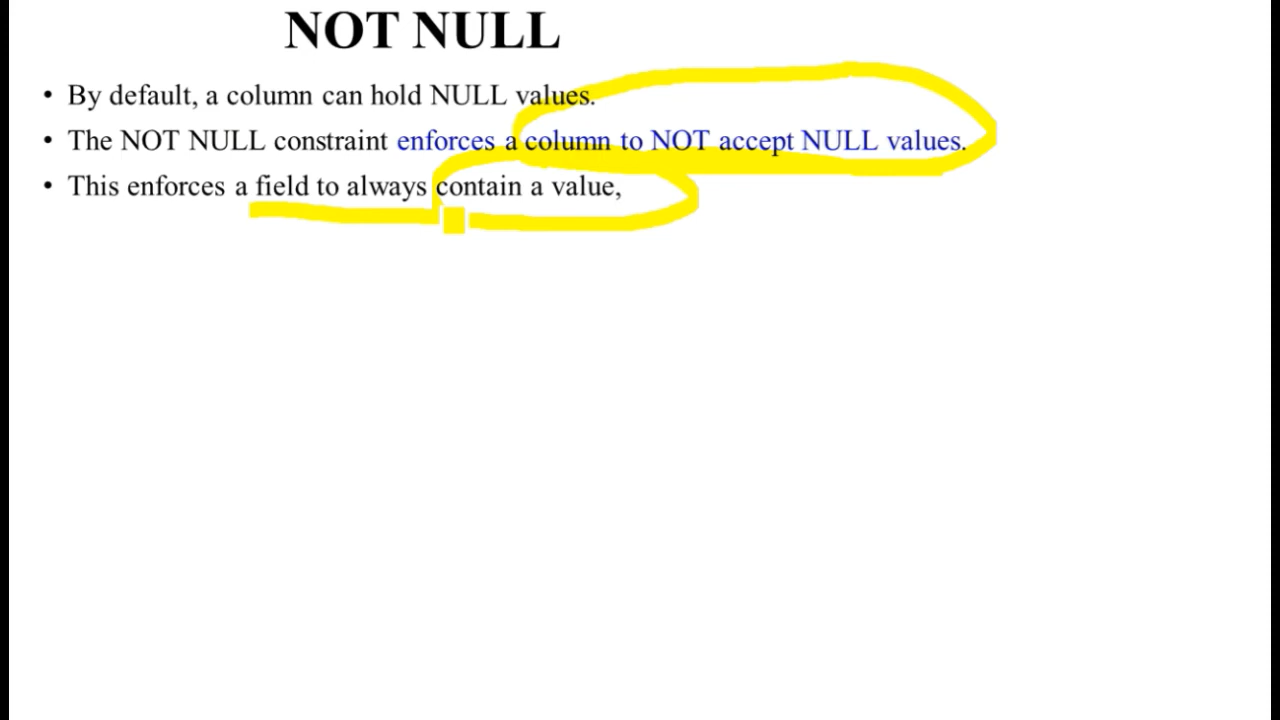 NOT NULL
• By default, a column can hold NULL values.
• The NOT NULL constraint enforces a column to NOT accept NULL values.
• This enforces a field to always contain a value,